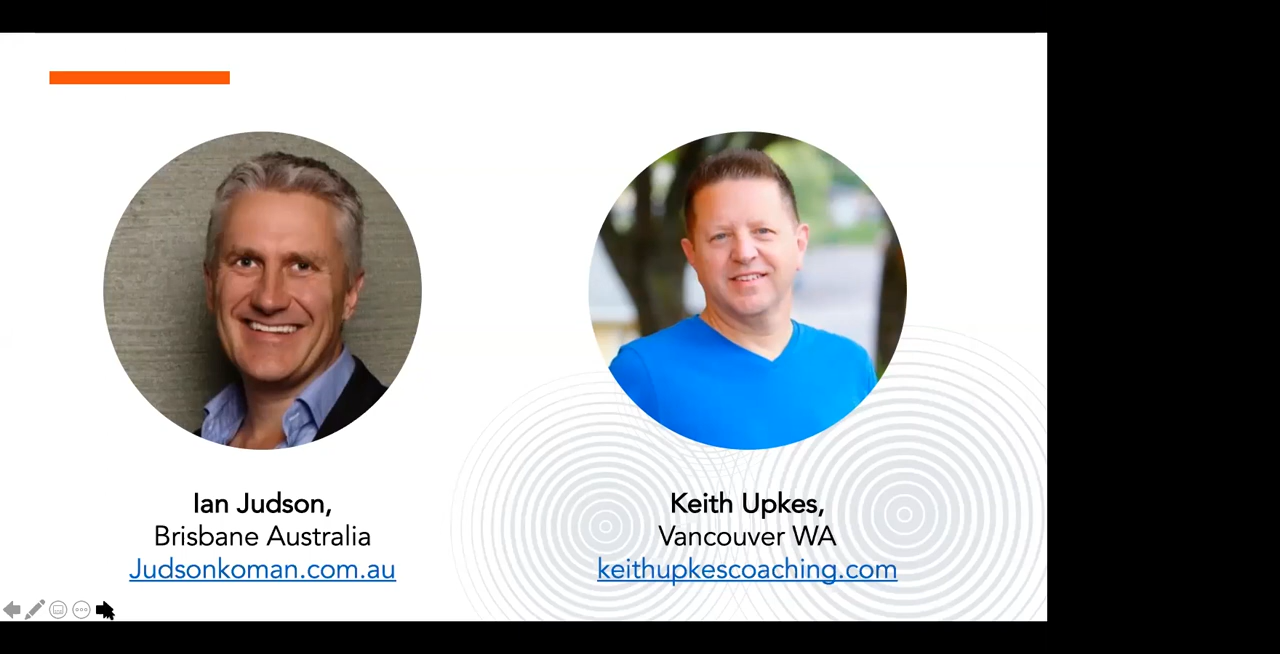 Ian Judson,
Brisbane Australia
Judsonkoman.com.au
Keith Upkes,
Vancouver WA
keithupkescoaching.com